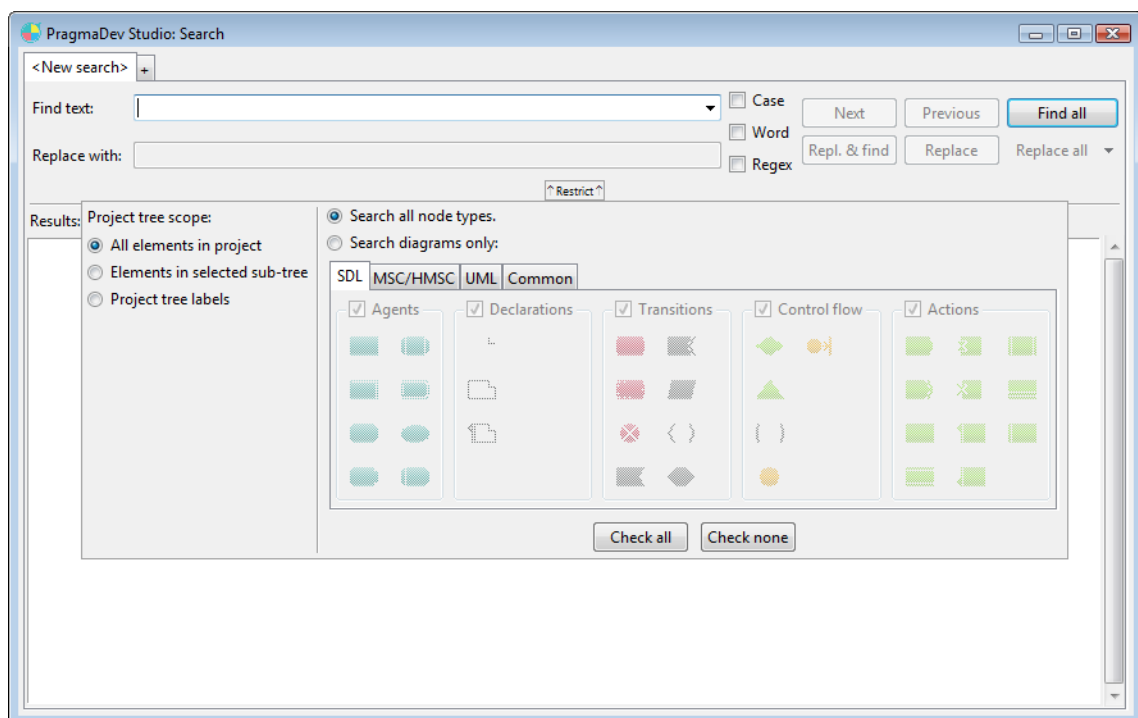 PragmaDev Studio: Search
<New search> +
Find text:
Case
Word
Next
Previous
Find all
Replace with:
Regex
Repl. & find
Replace
Replace all
^ Restrict ^
Results:
Project tree scope:
All elements in project
Elements in selected sub-tree
Project tree labels
Search all node types.
Search diagrams only:
SDL MSC/HMSC UML Common
Agents
Declarations
Transitions
Control flow
Actions
Check all
Check none